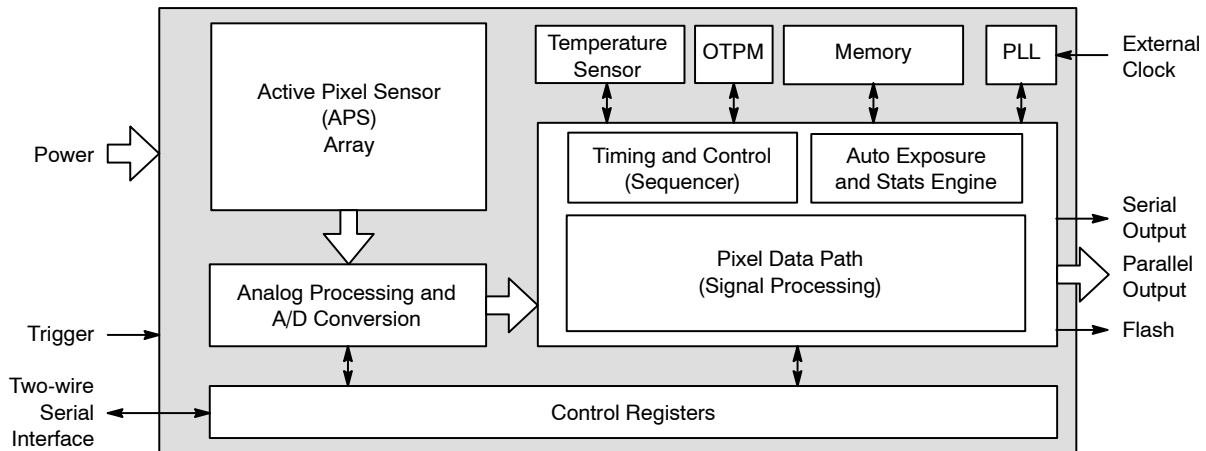 Active Pixel Sensor
(APS)
Array
Temperature
Sensor
OTPM
Memory
PLL
External
Clock
Power
Timing and Control
(Sequencer)
Auto Exposure
and Stats Engine
Serial
Output
Pixel Data Path
(Signal Processing)
Parallel
Output
Analog Processing and
A/D Conversion
Trigger
Flash
Two-wire
Serial
Interface
Control Registers